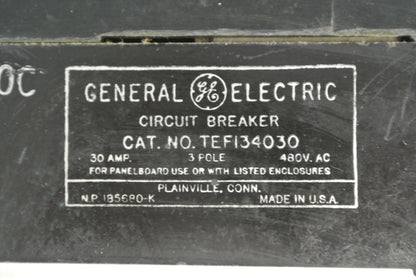 OC
GENERAL GE ELECTRIC
CIRCUIT BREAKER
CAT. NO. TEF134030
30 AMP. 3 POLE 480V. AC
FOR PANELBOARD USE OR WITH LISTED ENCLOSURES
PLAINVILLE, CONN.
N.P. 185680-K MADE IN U.S.A.